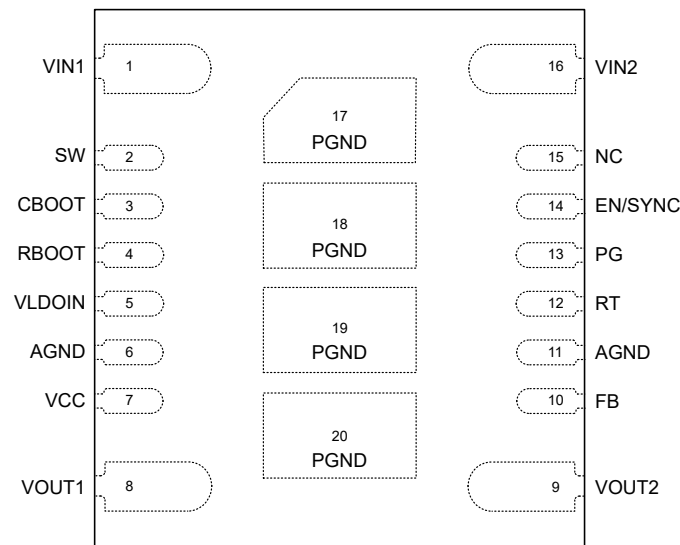 VIN1 1 16 VIN2
17
PGND
SW 2 15 NC
CBOOT 3 14 EN/SYNC
18
PGND
RBOOT 4 13 PG
VLDOIN 5 12 RT
19
PGND
AGND 6 11 AGND
VCC 7 10 FB
20
PGND
VOUT1 8 9 VOUT2